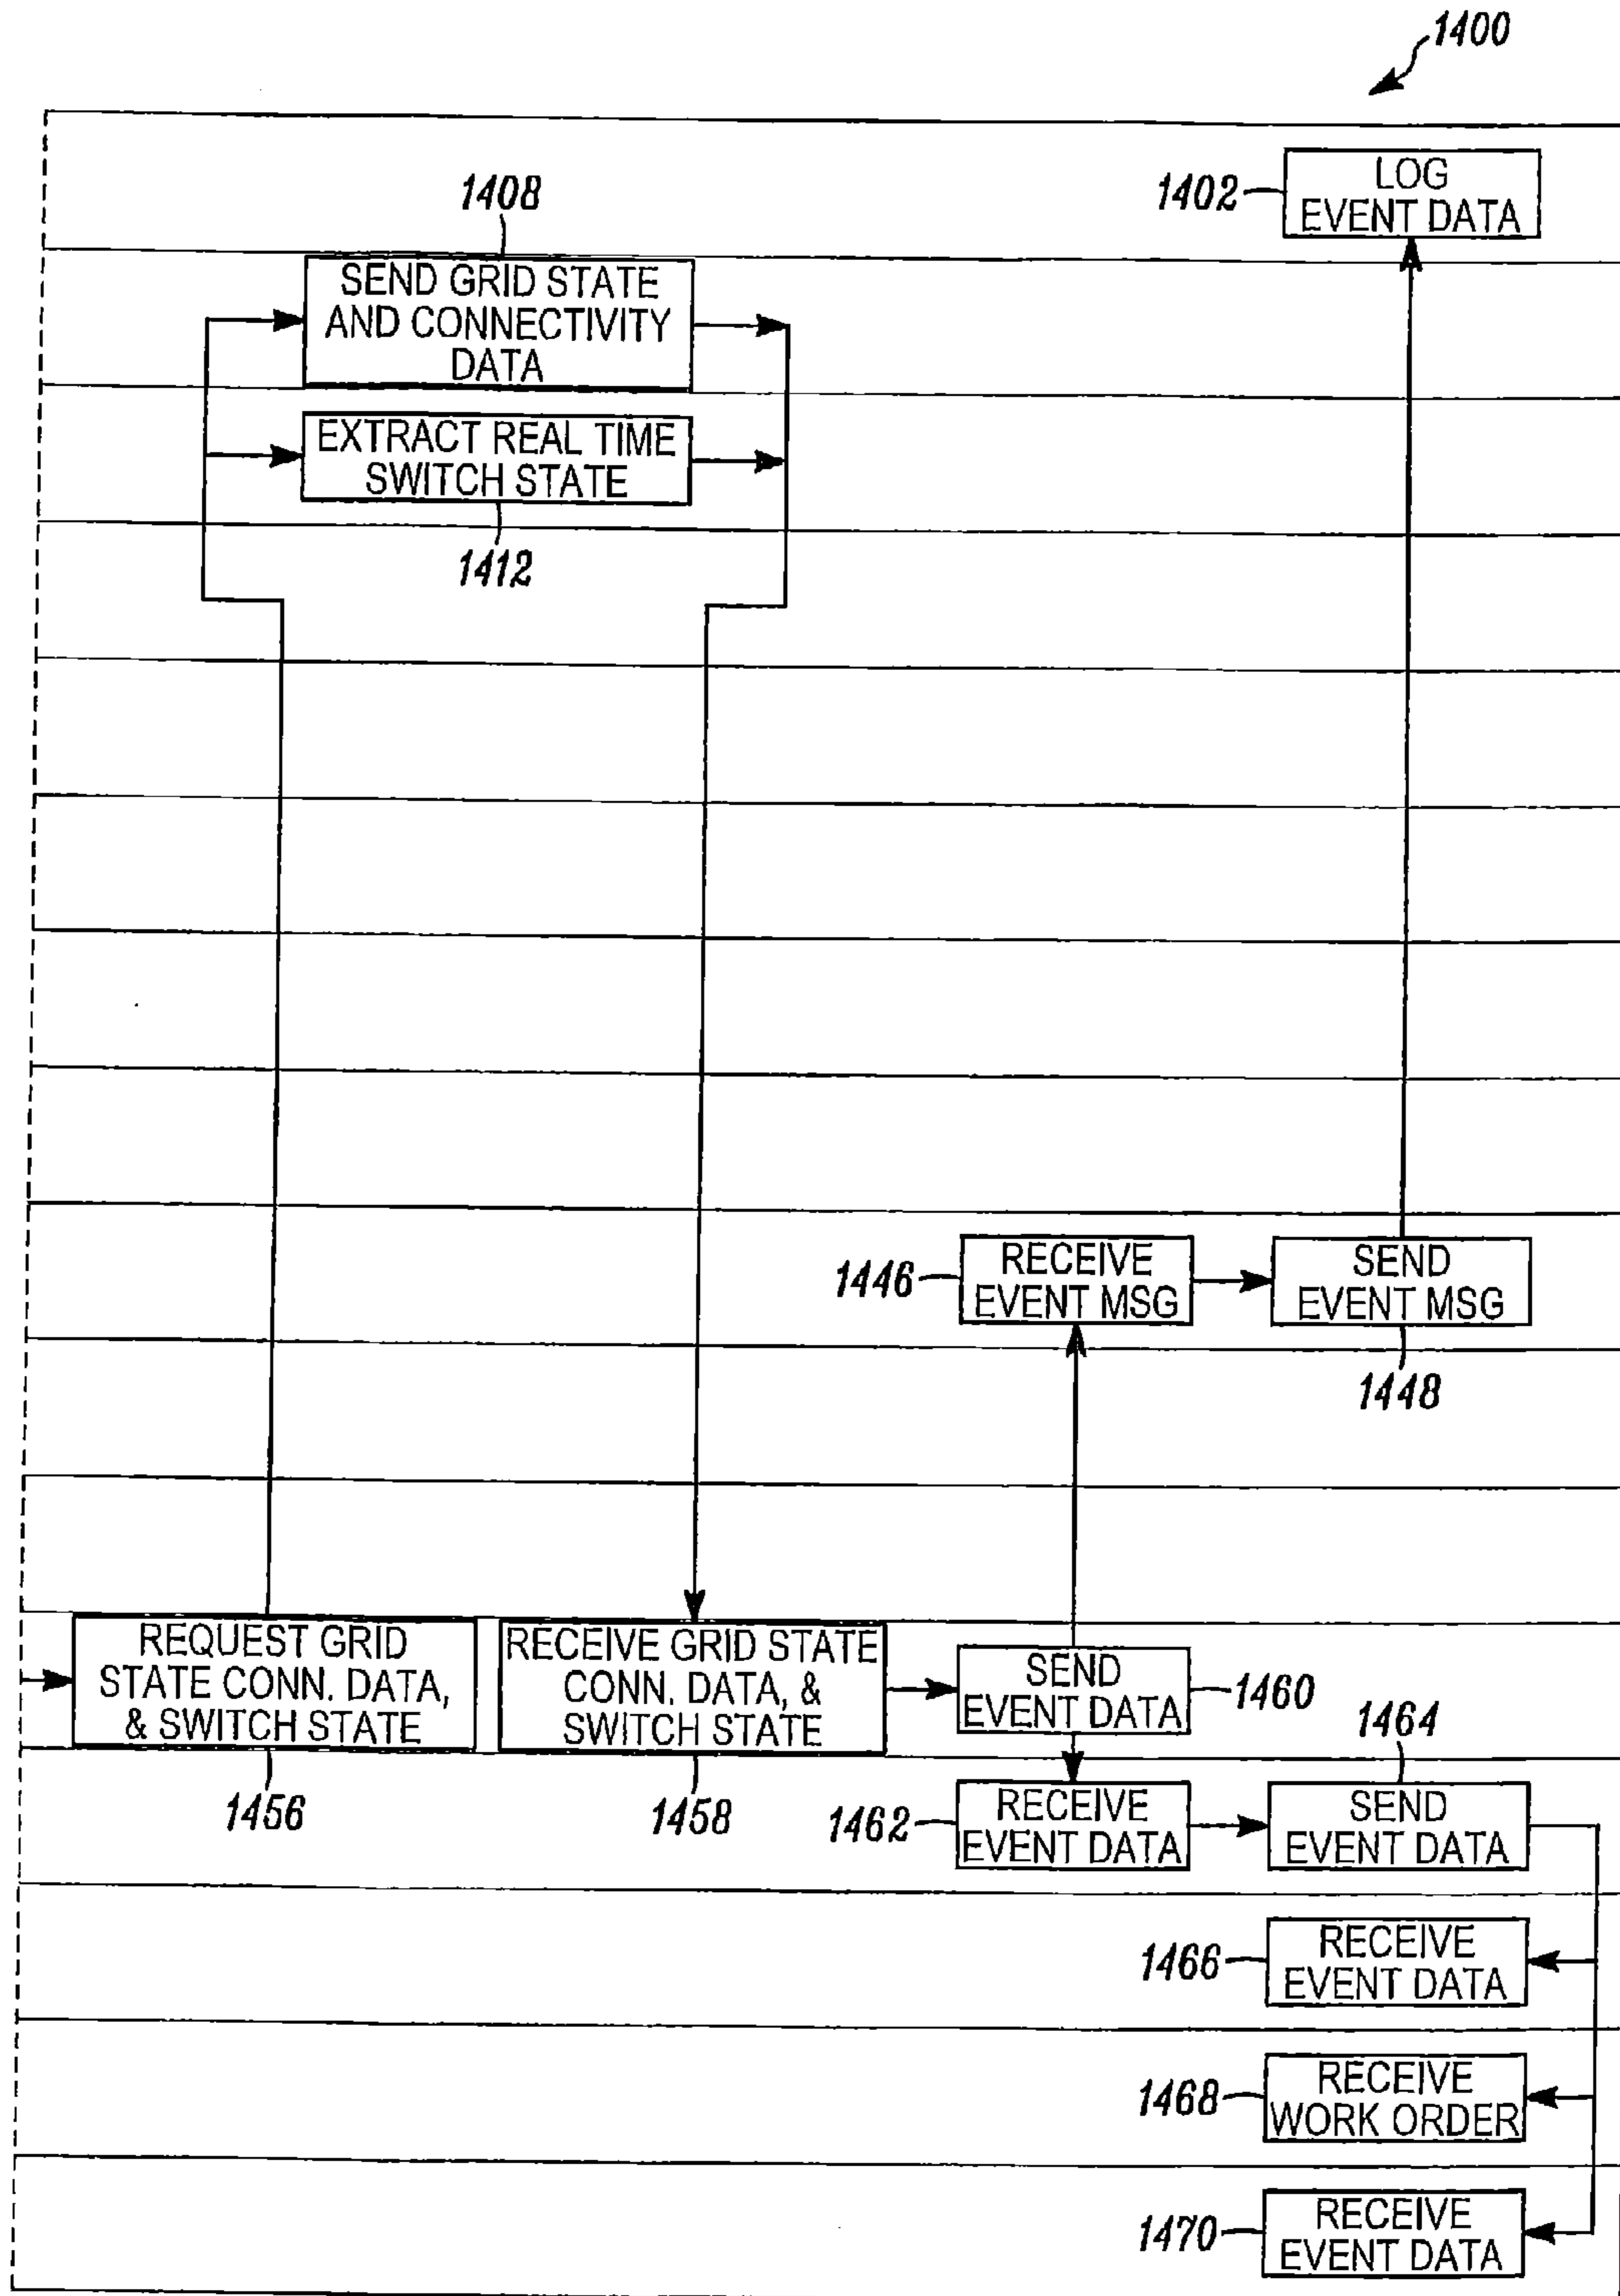 1400
LOG
EVENT DATA
1402
1408
SEND GRID STATE
AND CONNECTIVITY
DATA
EXTRACT REAL TIME
SWITCH STATE
1412
RECEIVE
EVENT MSG
1446
SEND
EVENT MSG
1448
REQUEST GRID
STATE CONN. DATA,
& SWITCH STATE
1456
RECEIVE GRID STATE
CONN. DATA, &
SWITCH STATE
1458
SEND
EVENT DATA
1460
1464
1462
RECEIVE
EVENT DATA
SEND
EVENT DATA
1466
RECEIVE
EVENT DATA
1468
RECEIVE
WORK ORDER
1470
RECEIVE
EVENT DATA